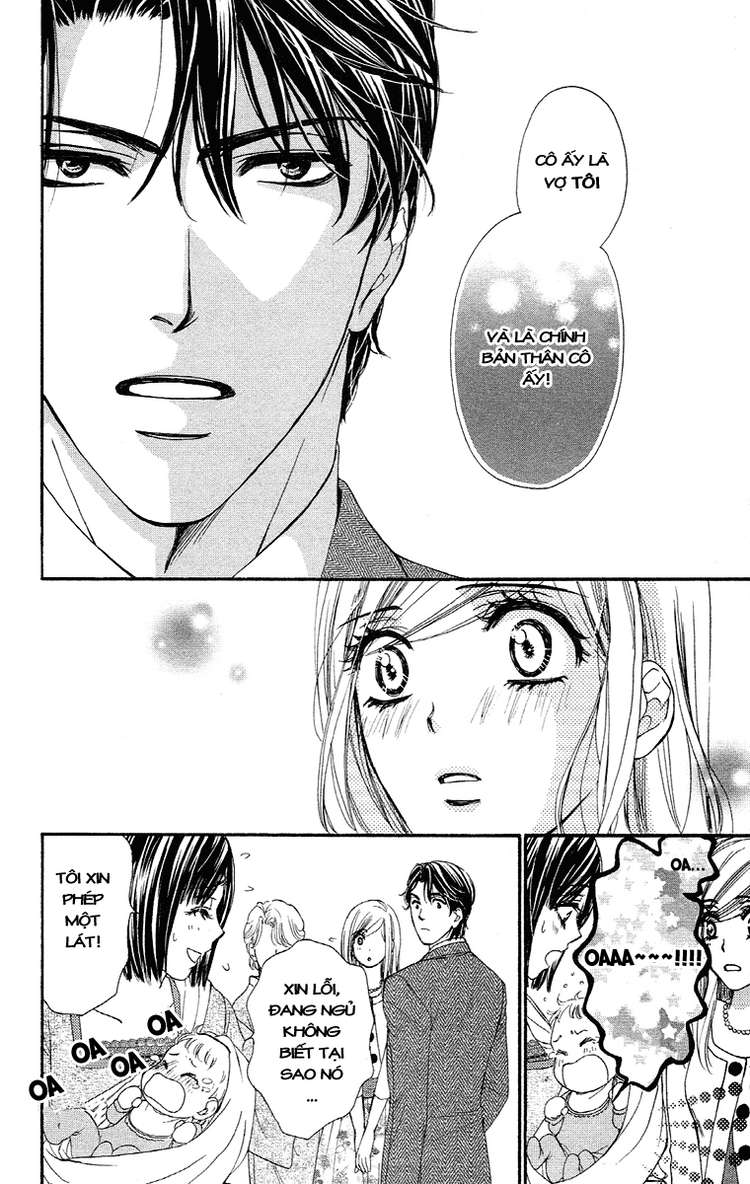 CÔ ẤY LÀ
VỢ TÔI
VÀ LÀ CHÍNH
BẢN THÂN CÔ
ẤY!
OA...
OAAA~~~!!!!
XIN LỖI,
ĐANG NGỦ
KHÔNG
BIẾT TẠI
SAO NÓ
...
TÔI XIN
PHÉP
MỘT
LÁT!
OA
OA
OA
OA